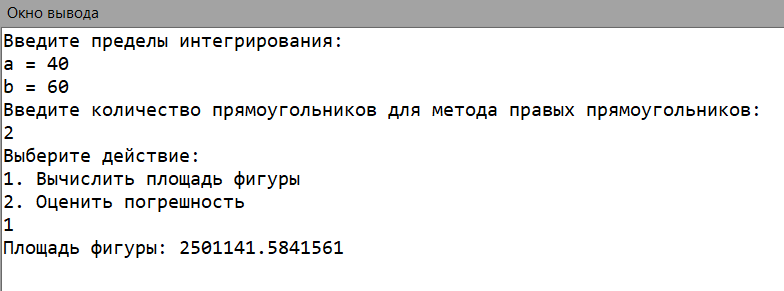 Окно вывода
Введите пределы интегрирования:
a = 40
b = 60
Введите количество прямоугольников для метода правых прямоугольников:
2
Выберите действие:
1. Вычислить площадь фигуры
2. Оценить погрешность
1
Площадь фигуры: 2501141.5841561